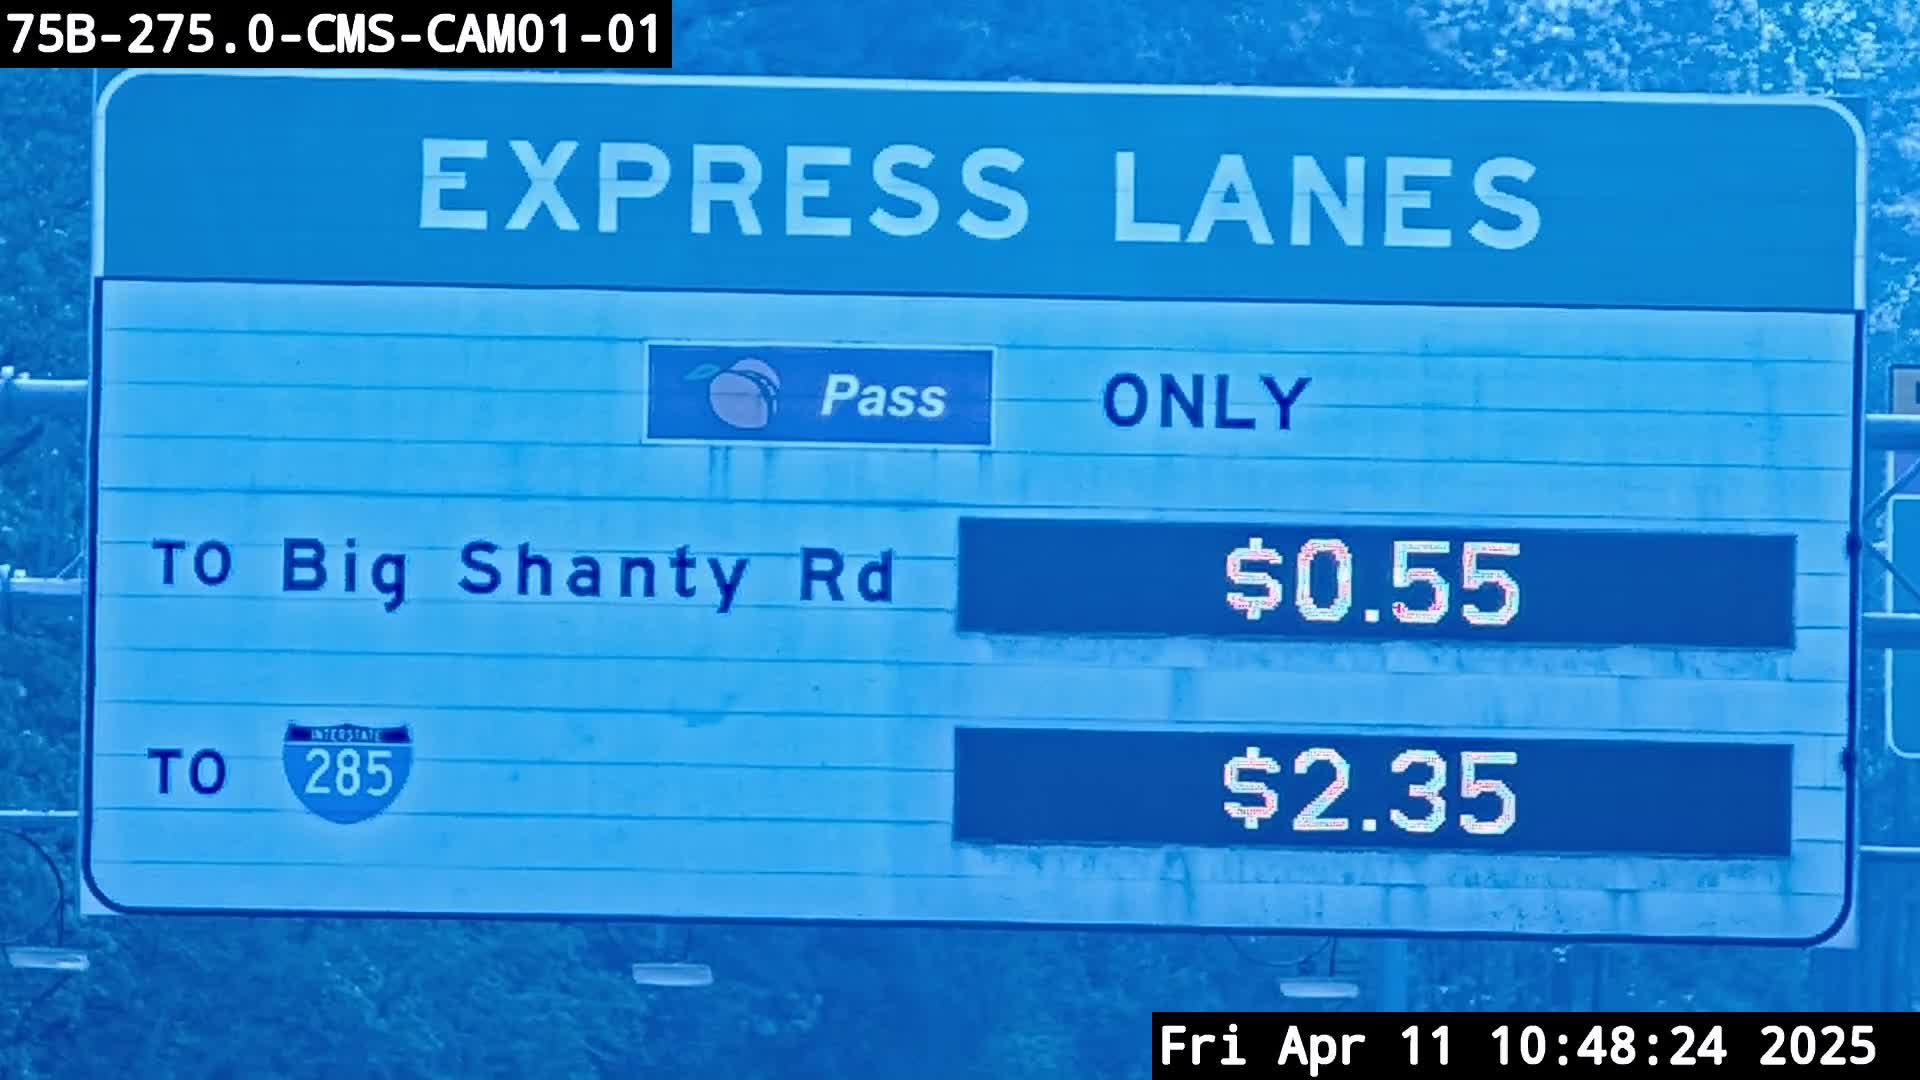 75B-275.0-CMS-CAM01-01
EXPRESS LANES
Pass ONLY
TO Big Shanty Rd $0.55
INTERSTATE
TO 285 $2.35
Fri Apr 11 10:48:24 2025